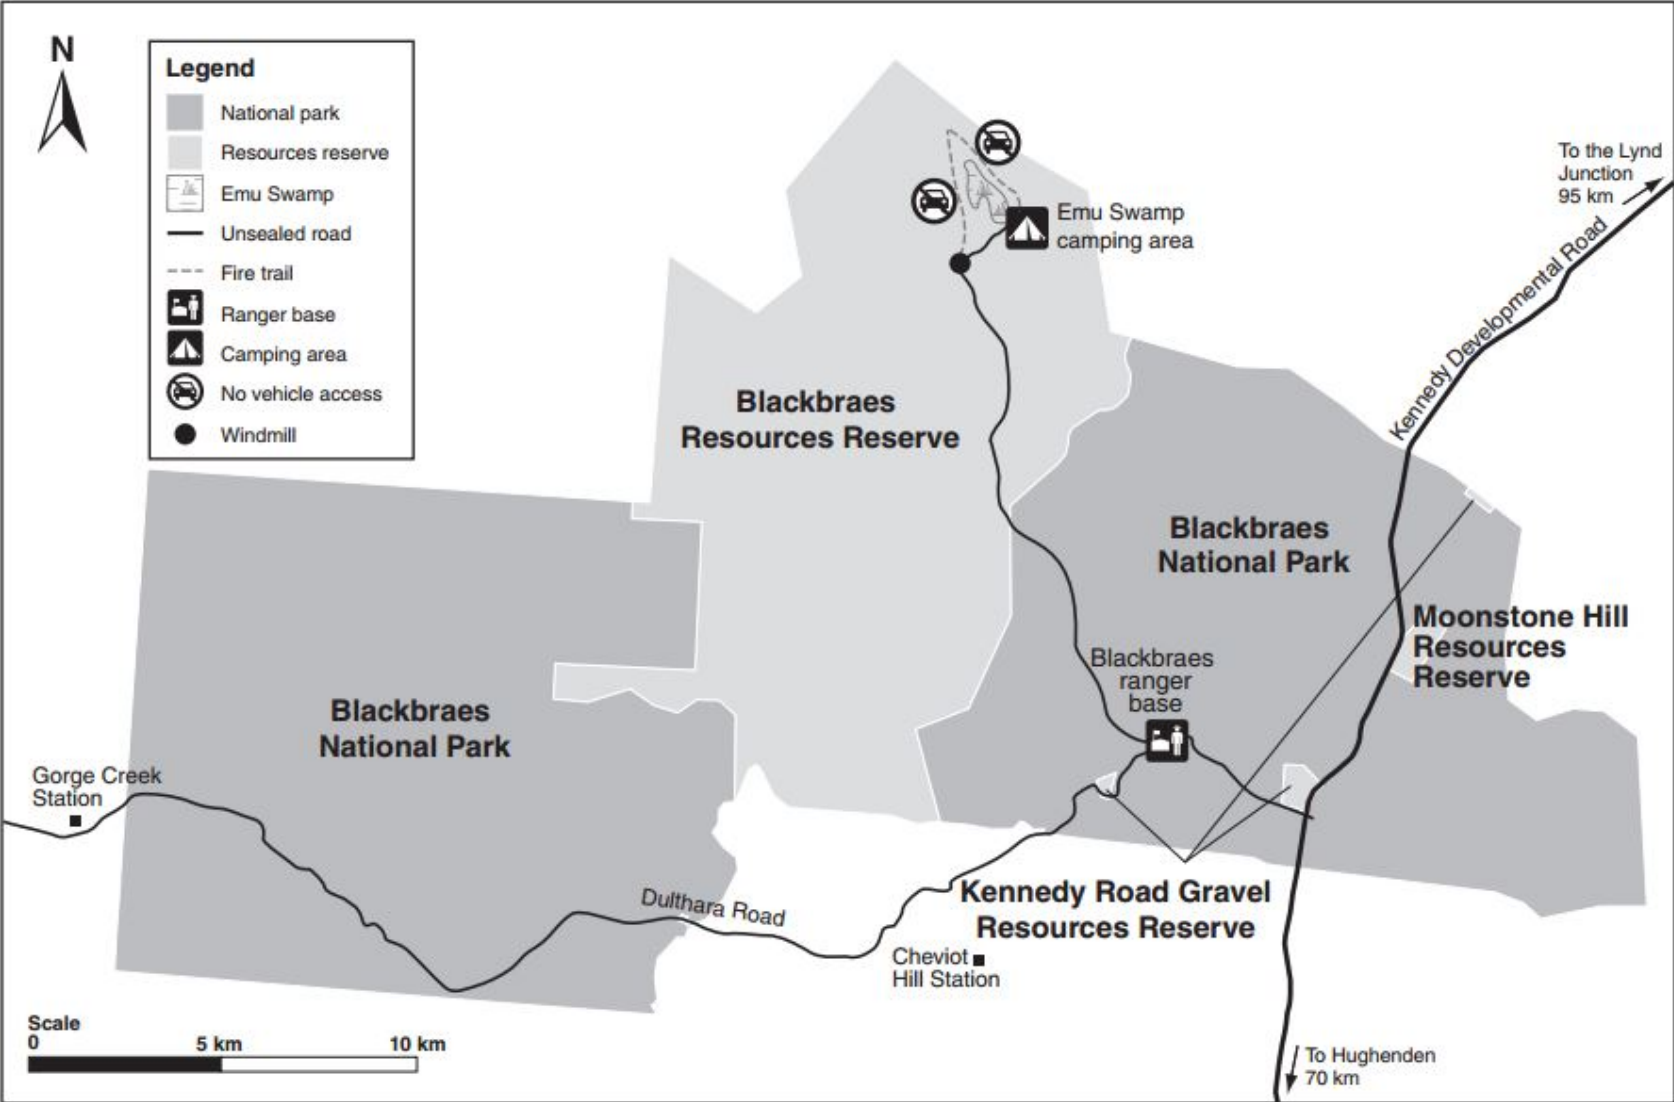 N
Legend
National park
Resources reserve
Emu Swamp
Unsealed road
Fire trail
Ranger base
Camping area
No vehicle access
Windmill
To the Lynd
Junction
95 km
Emu Swamp
camping area
Kennedy Developmental Road
Blackbraes
Resources Reserve
Blackbraes
National Park
Moonstone Hill
Resources
Reserve
Blackbraes
ranger
base
Blackbraes
National Park
Gorge Creek
Station
Dulthara Road
Kennedy Road Gravel
Resources Reserve
Cheviot
Hill Station
Scale
0 5 km 10 km
To Hughenden
70 km